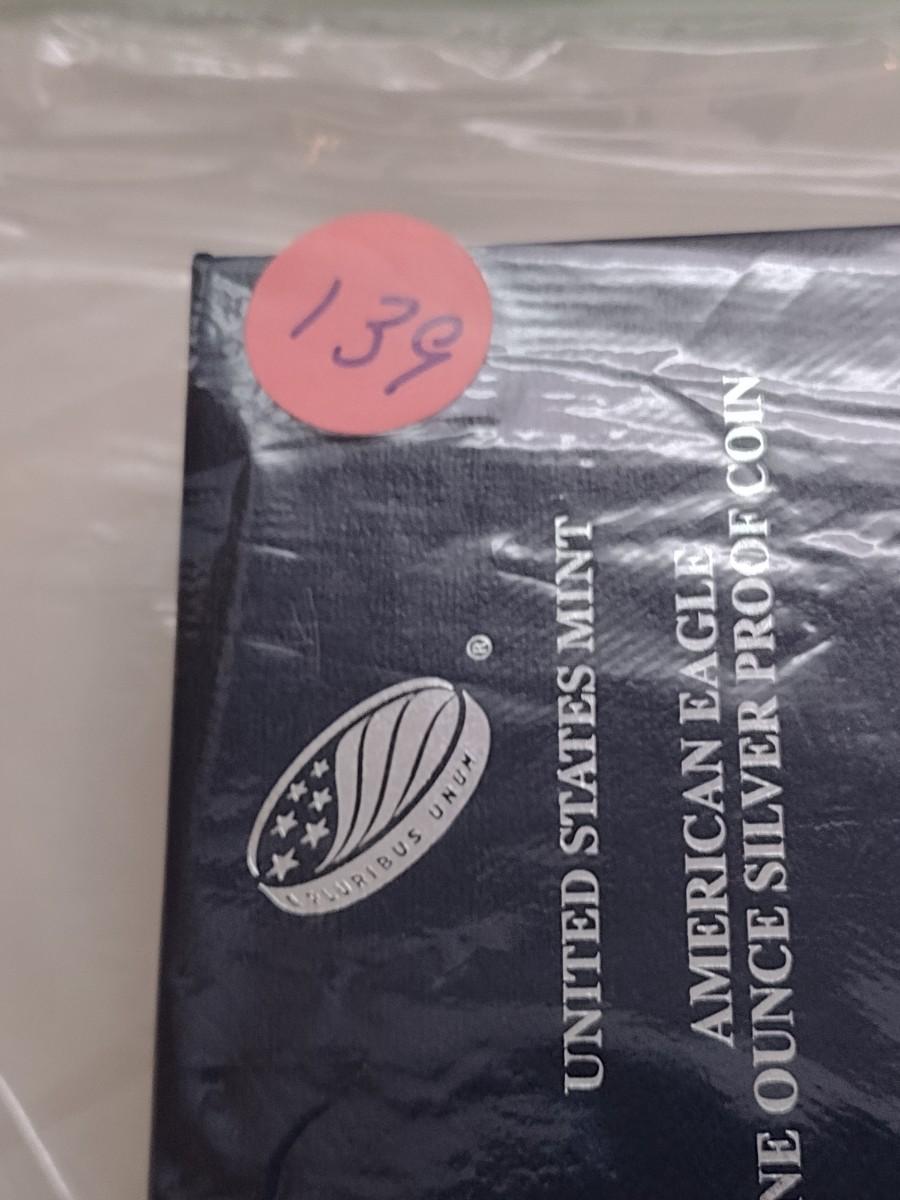 139
®
E PLURIBUS UNUM
UNITED STATES MINT
AMERICAN EAGLE
NE OUNCE SILVER PROOF COIN